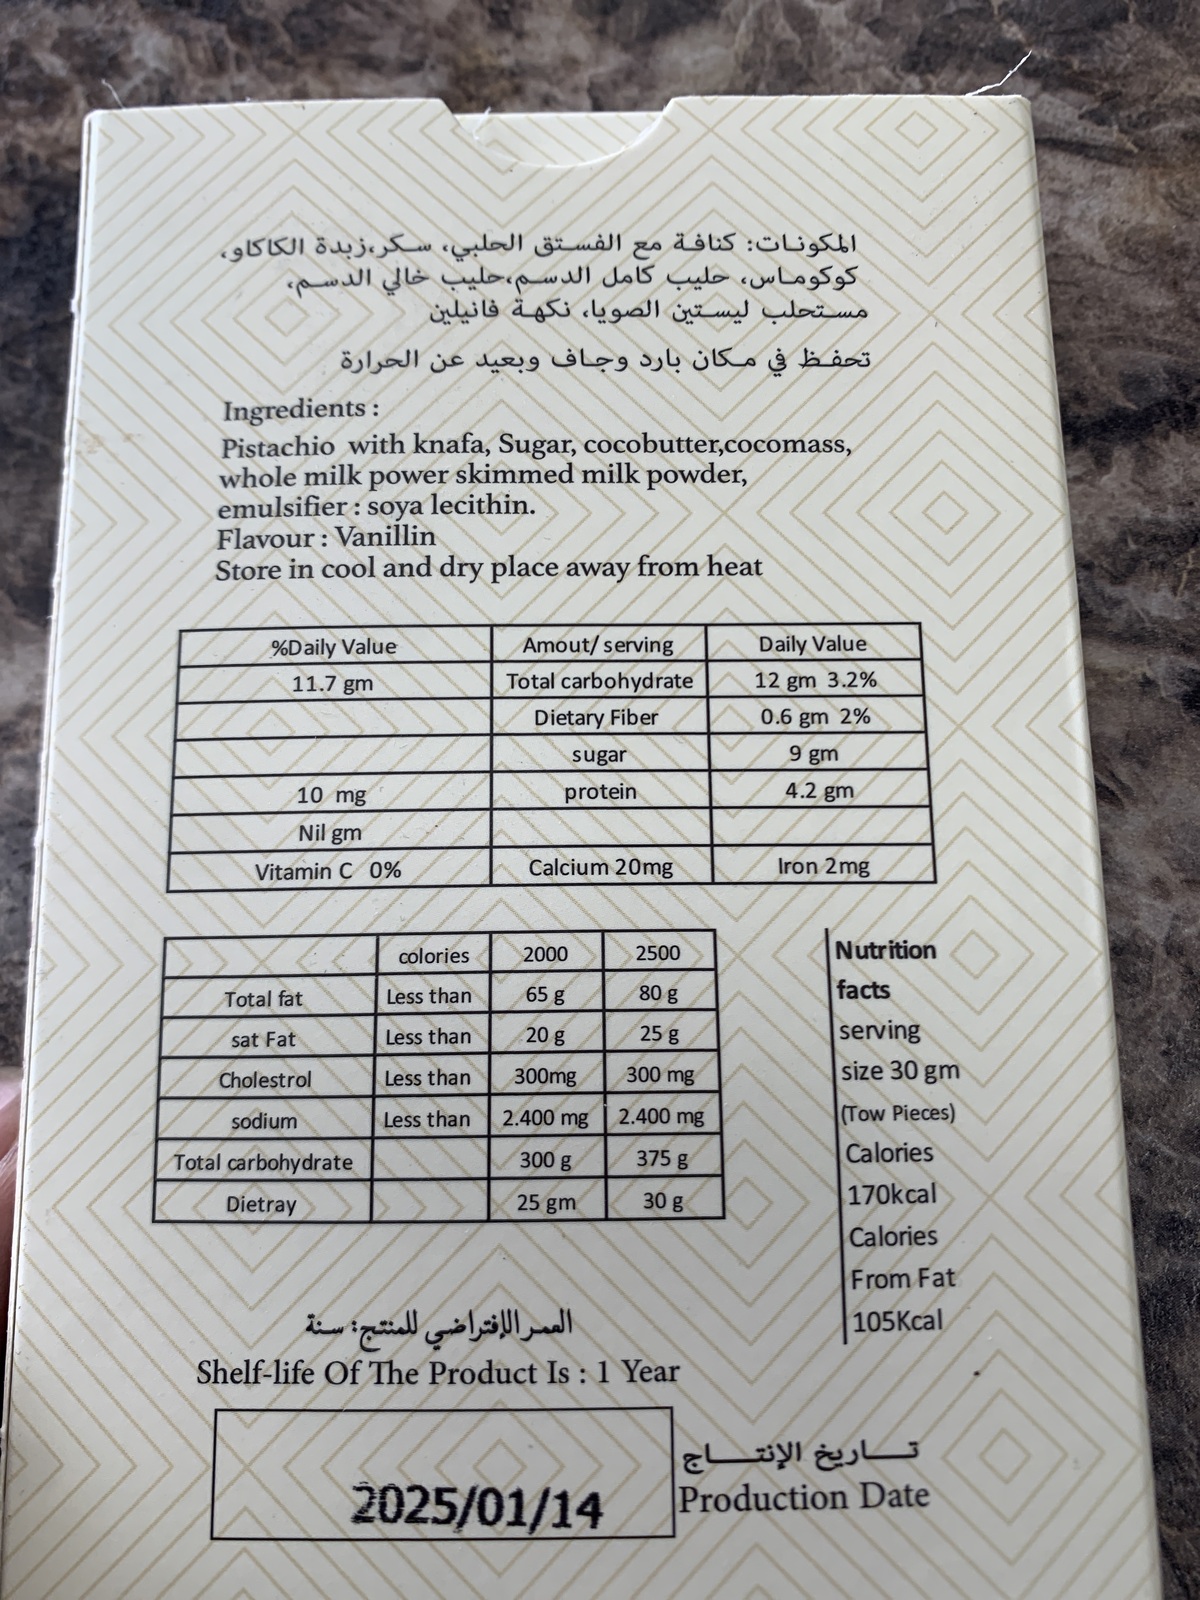 المكونات: كنافة مع الفستق الحلبي، سكر،زبدة الكاكاو،
كوكوماس، حليب كامل الدسم،حليب خالي الدسم،
مستحلب ليستين الصويا، نكهة فانيلين
تحفظ في مكان بارد وجاف وبعيد عن الحرارة
Ingredients :
Pistachio with knafa, Sugar, cocobutter,cocomass,
whole milk power skimmed milk powder,
emulsifier : soya lecithin.
Flavour : Vanillin
Store in cool and dry place away from heat
%Daily Value Amout/ serving Daily Value
11.7 gm Total carbohydrate 12 gm 3.2%
Dietary Fiber 0.6 gm 2%
sugar 9 gm
10 mg protein 4.2 gm
Nil gm
Vitamin C 0% Calcium 20mg Iron 2mg
colories 2000 2500
Total fat Less than 65 g 80 g
sat Fat Less than 20 g 25 g
Cholestrol Less than 300mg 300 mg
sodium Less than 2.400 mg 2.400 mg
Total carbohydrate 300 g 375 g
Dietray 25 gm 30 g
Nutrition
facts
serving
size 30 gm
(Tow Pieces)
Calories
170kcal
Calories
From Fat
105Kcal
العمر الإفتراضي للمنتج: سنة
Shelf-life Of The Product Is : 1 Year
تاريخ الإنتاج
2025/01/14 Production Date